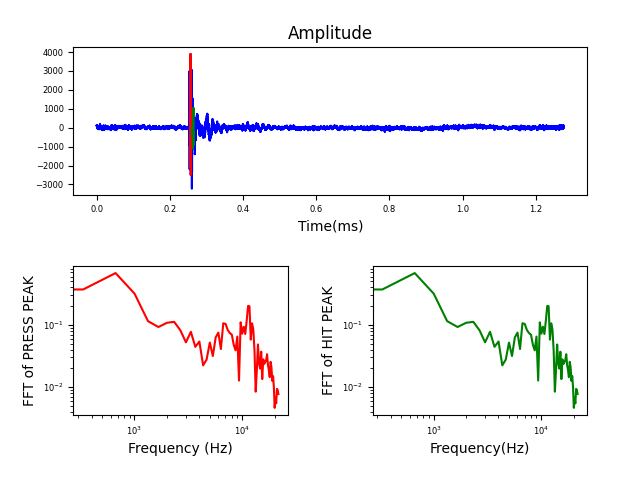 Amplitude
4000
3000
2000
1000
0
−1000
−2000
−3000
0.0 0.2 0.4 0.6 0.8 1.0 1.2
Time(ms)
FFT of PRESS PEAK
10⁻¹
10⁻²
10³ 10⁴
Frequency (Hz)
FFT of HIT PEAK
10⁻¹
10⁻²
10³ 10⁴
Frequency(Hz)